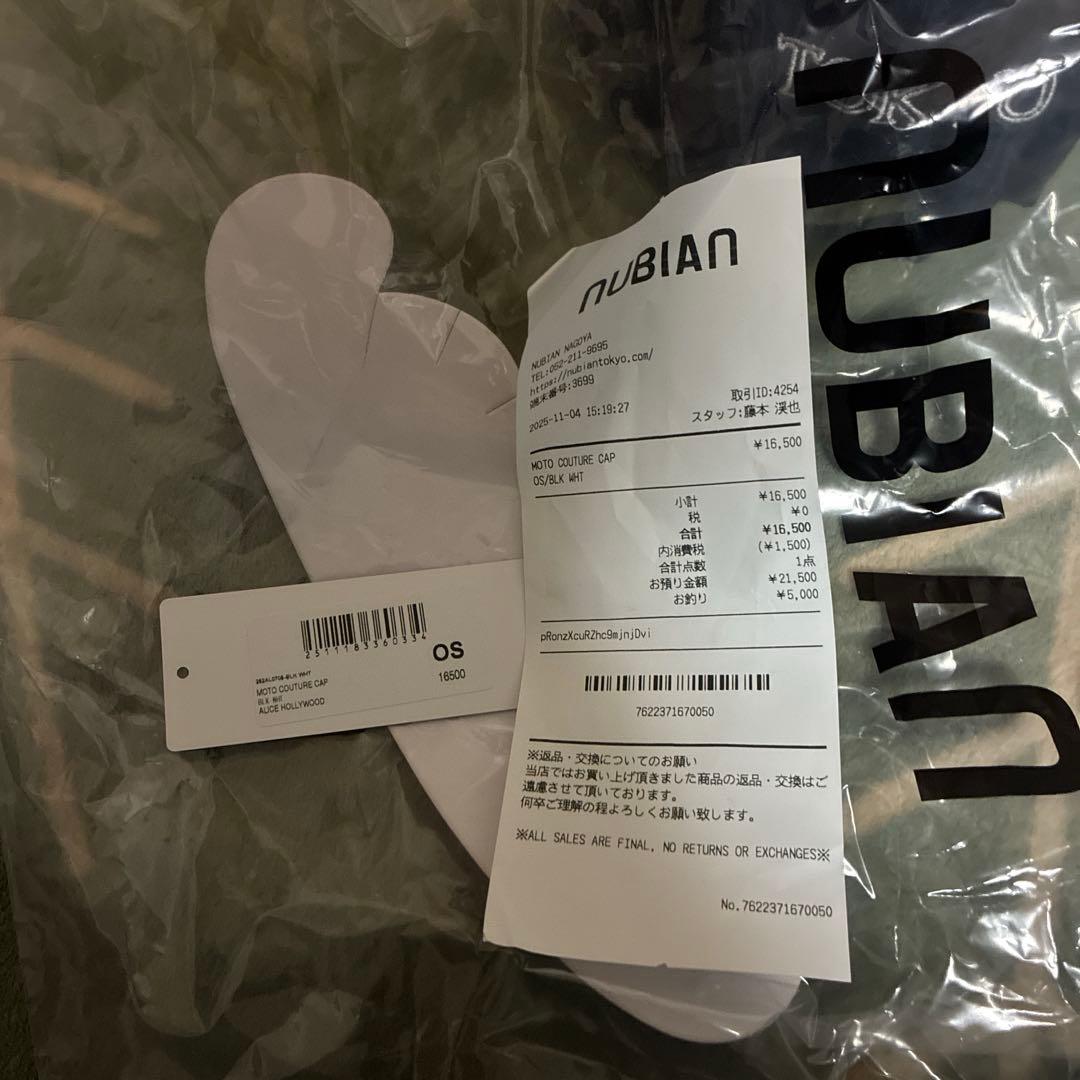 TOKYO
NUBIAN
NUBIAN
NUBIAN NAGOYA
TEL:052-211-9695
https://nubiantokyo.com/
端末番号:3699
2025-11-04 15:19:27
取引ID:4254
スタッフ:藤本 渓也
MOTO COUTURE CAP ¥16,500
OS/BLK WHT
小計 ¥16,500
税 ¥0
合計 ¥16,500
内消費税 (¥1,500)
合計点数 1点
お預り金額 ¥21,500
お釣り ¥5,000
pRonzXcuRZhc9mjnjDvi
7622371670050
※返品・交換についてのお願い
当店ではお買い上げ頂きました商品の返品・交換はご
遠慮させて頂いております。
何卒ご理解の程よろしくお願い致します。
※ALL SALES ARE FINAL, NO RETURNS OR EXCHANGES※
No.7622371670050
2511183360334
OS
16500
MOTO COUTURE CAP
BLK WHT
ALICE HOLLYWOOD